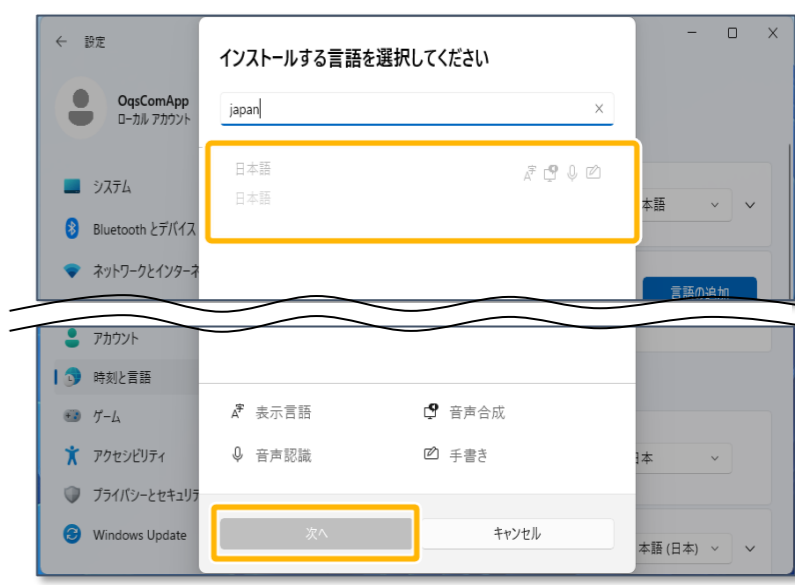 設定
OqsComApp
ローカル アカウント
システム
Bluetooth とデバイス
ネットワークとインターネ
インストールする言語を選択してください
japan
日本語
日本語
本語
言語の追加
アカウント
時刻と言語
ゲーム
アクセシビリティ
プライバシーとセキュリテ
Windows Update
表示言語
音声合成
音声認識
手書き
次へ
キャンセル
日本
本語 (日本)